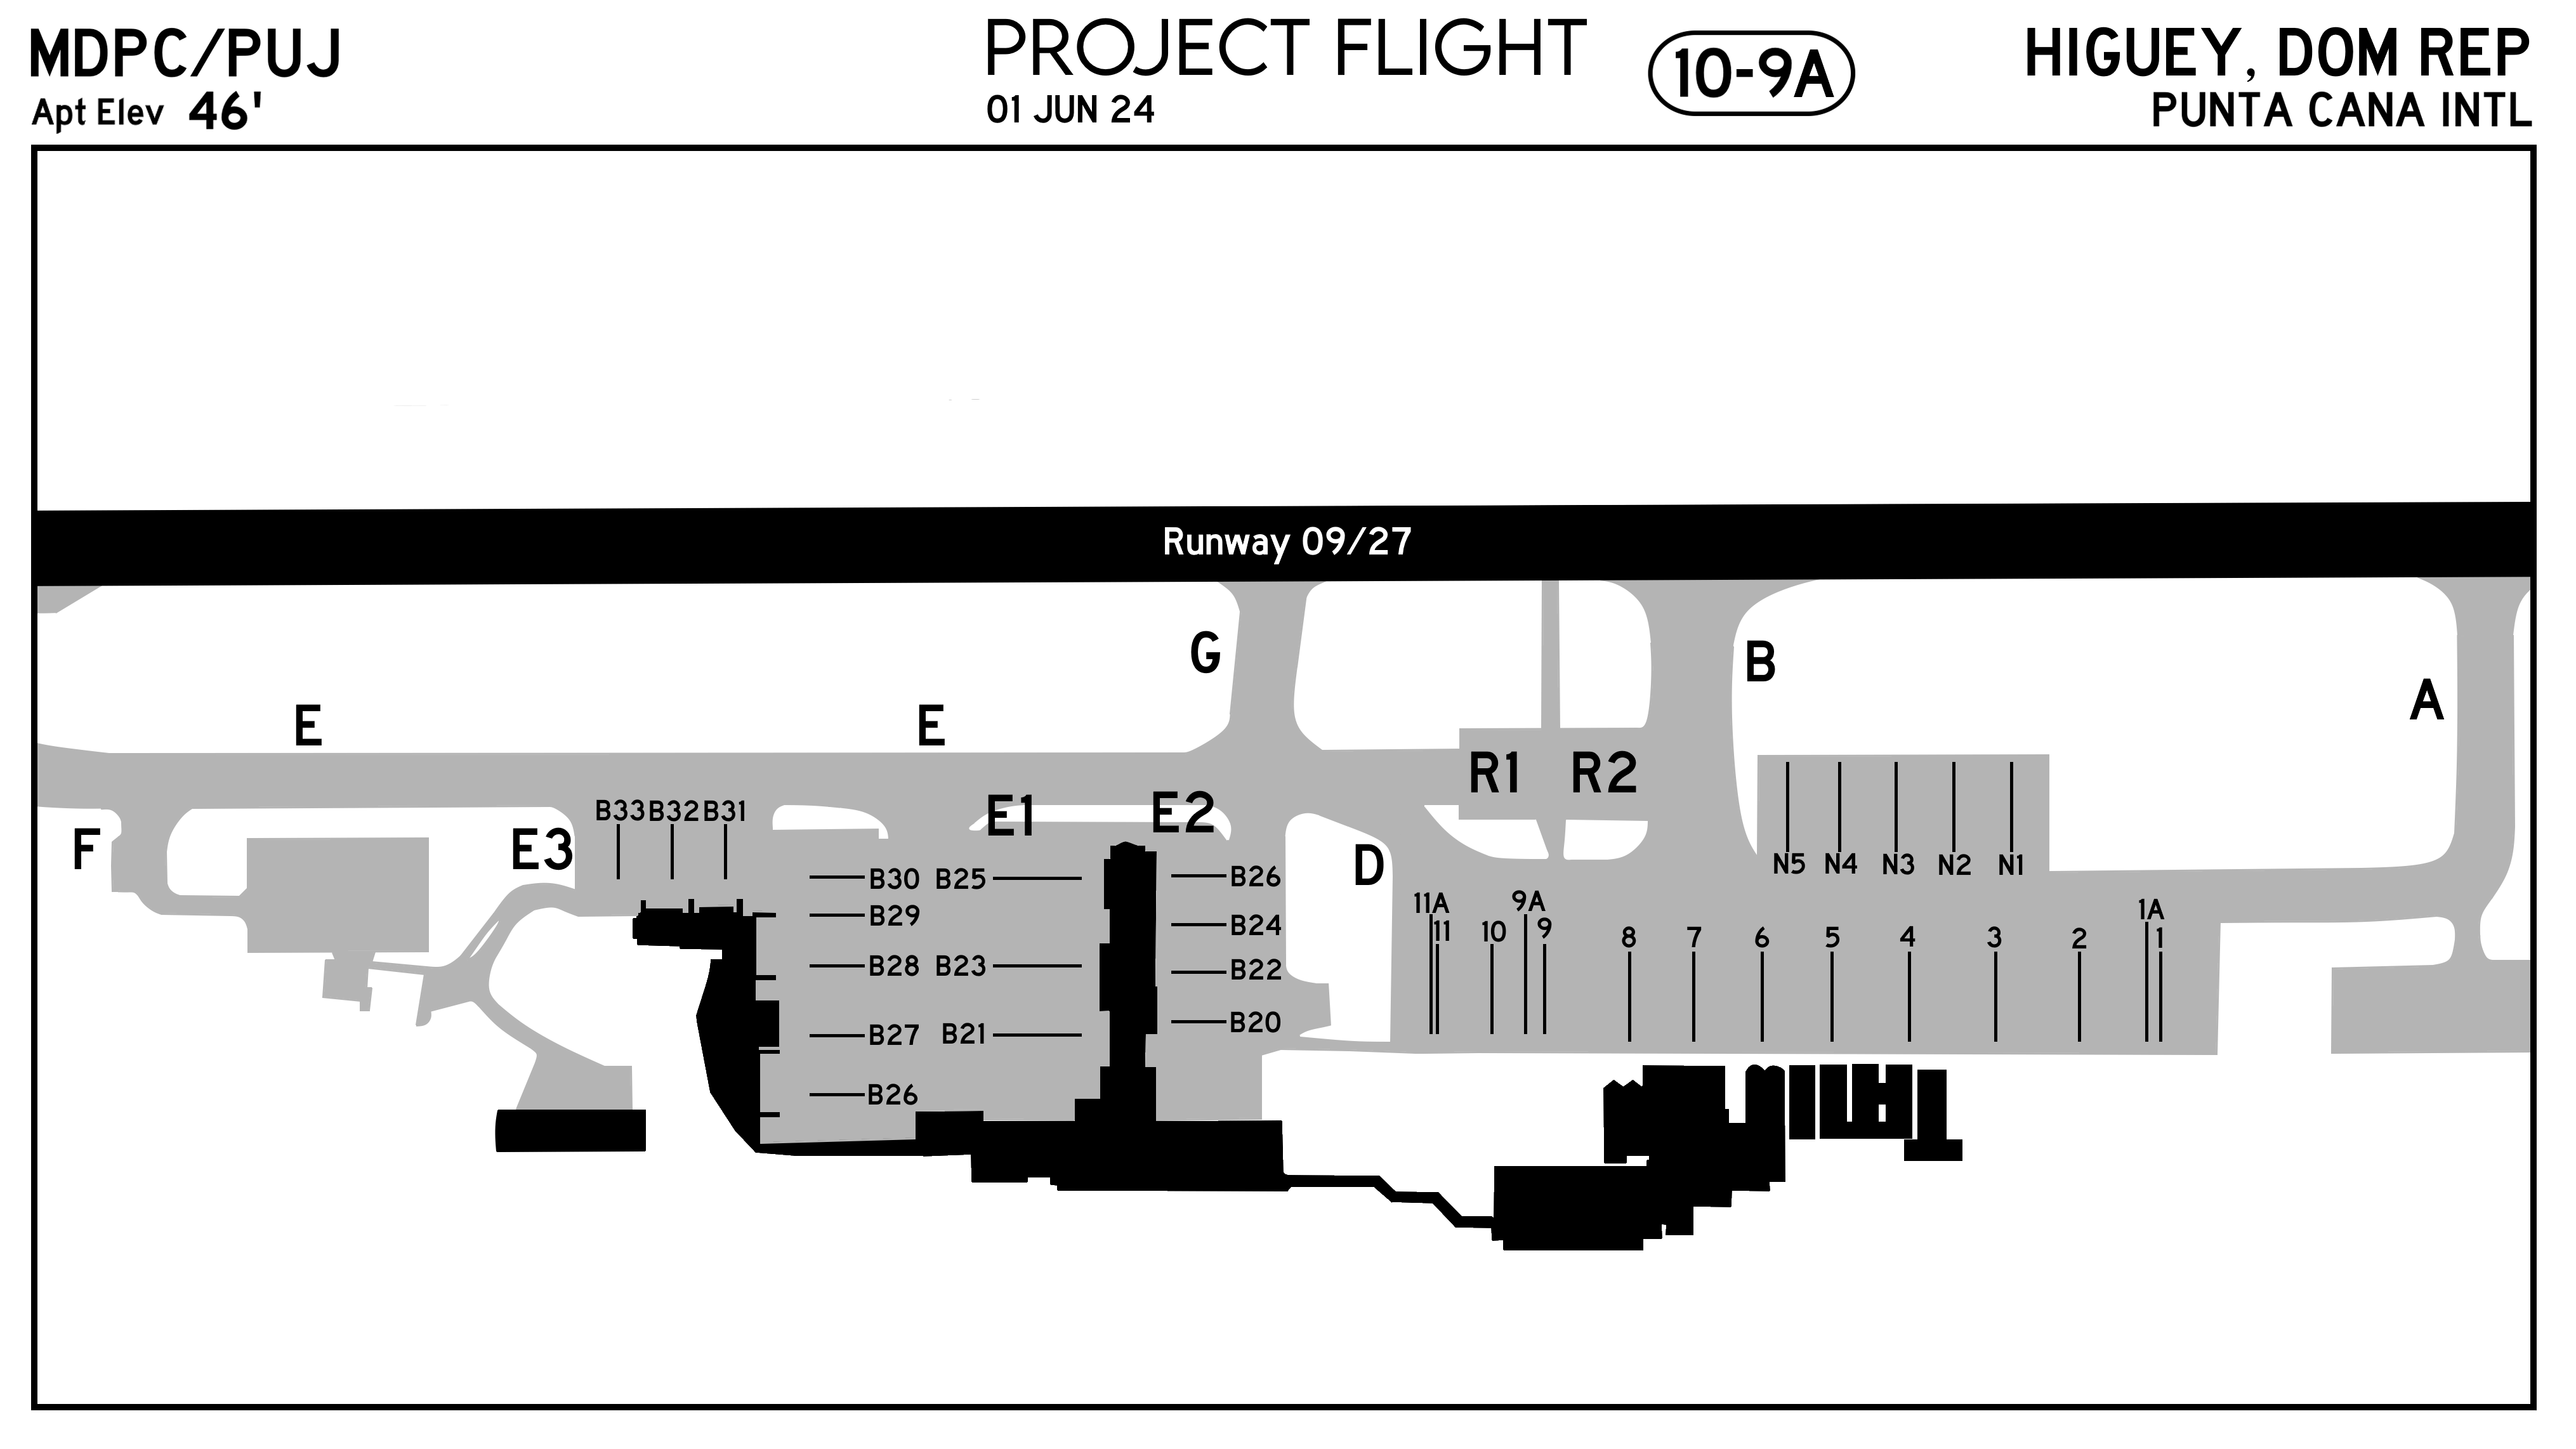 MDPC/PUJ
Apt Elev 46'
PROJECT FLIGHT
01 JUN 24
10-9A
HIGUEY, DOM REP
PUNTA CANA INTL
Runway 09/27
G
B
A
E
E
R1
R2
E1
E2
F
E3
B33
B32
B31
D
N5
N4
N3
N2
N1
B30
B25
B26
B29
B24
B28
B23
B22
B27
B21
B20
B26
11A
11
10
9A
9
8
7
6
5
4
3
2
1A
1